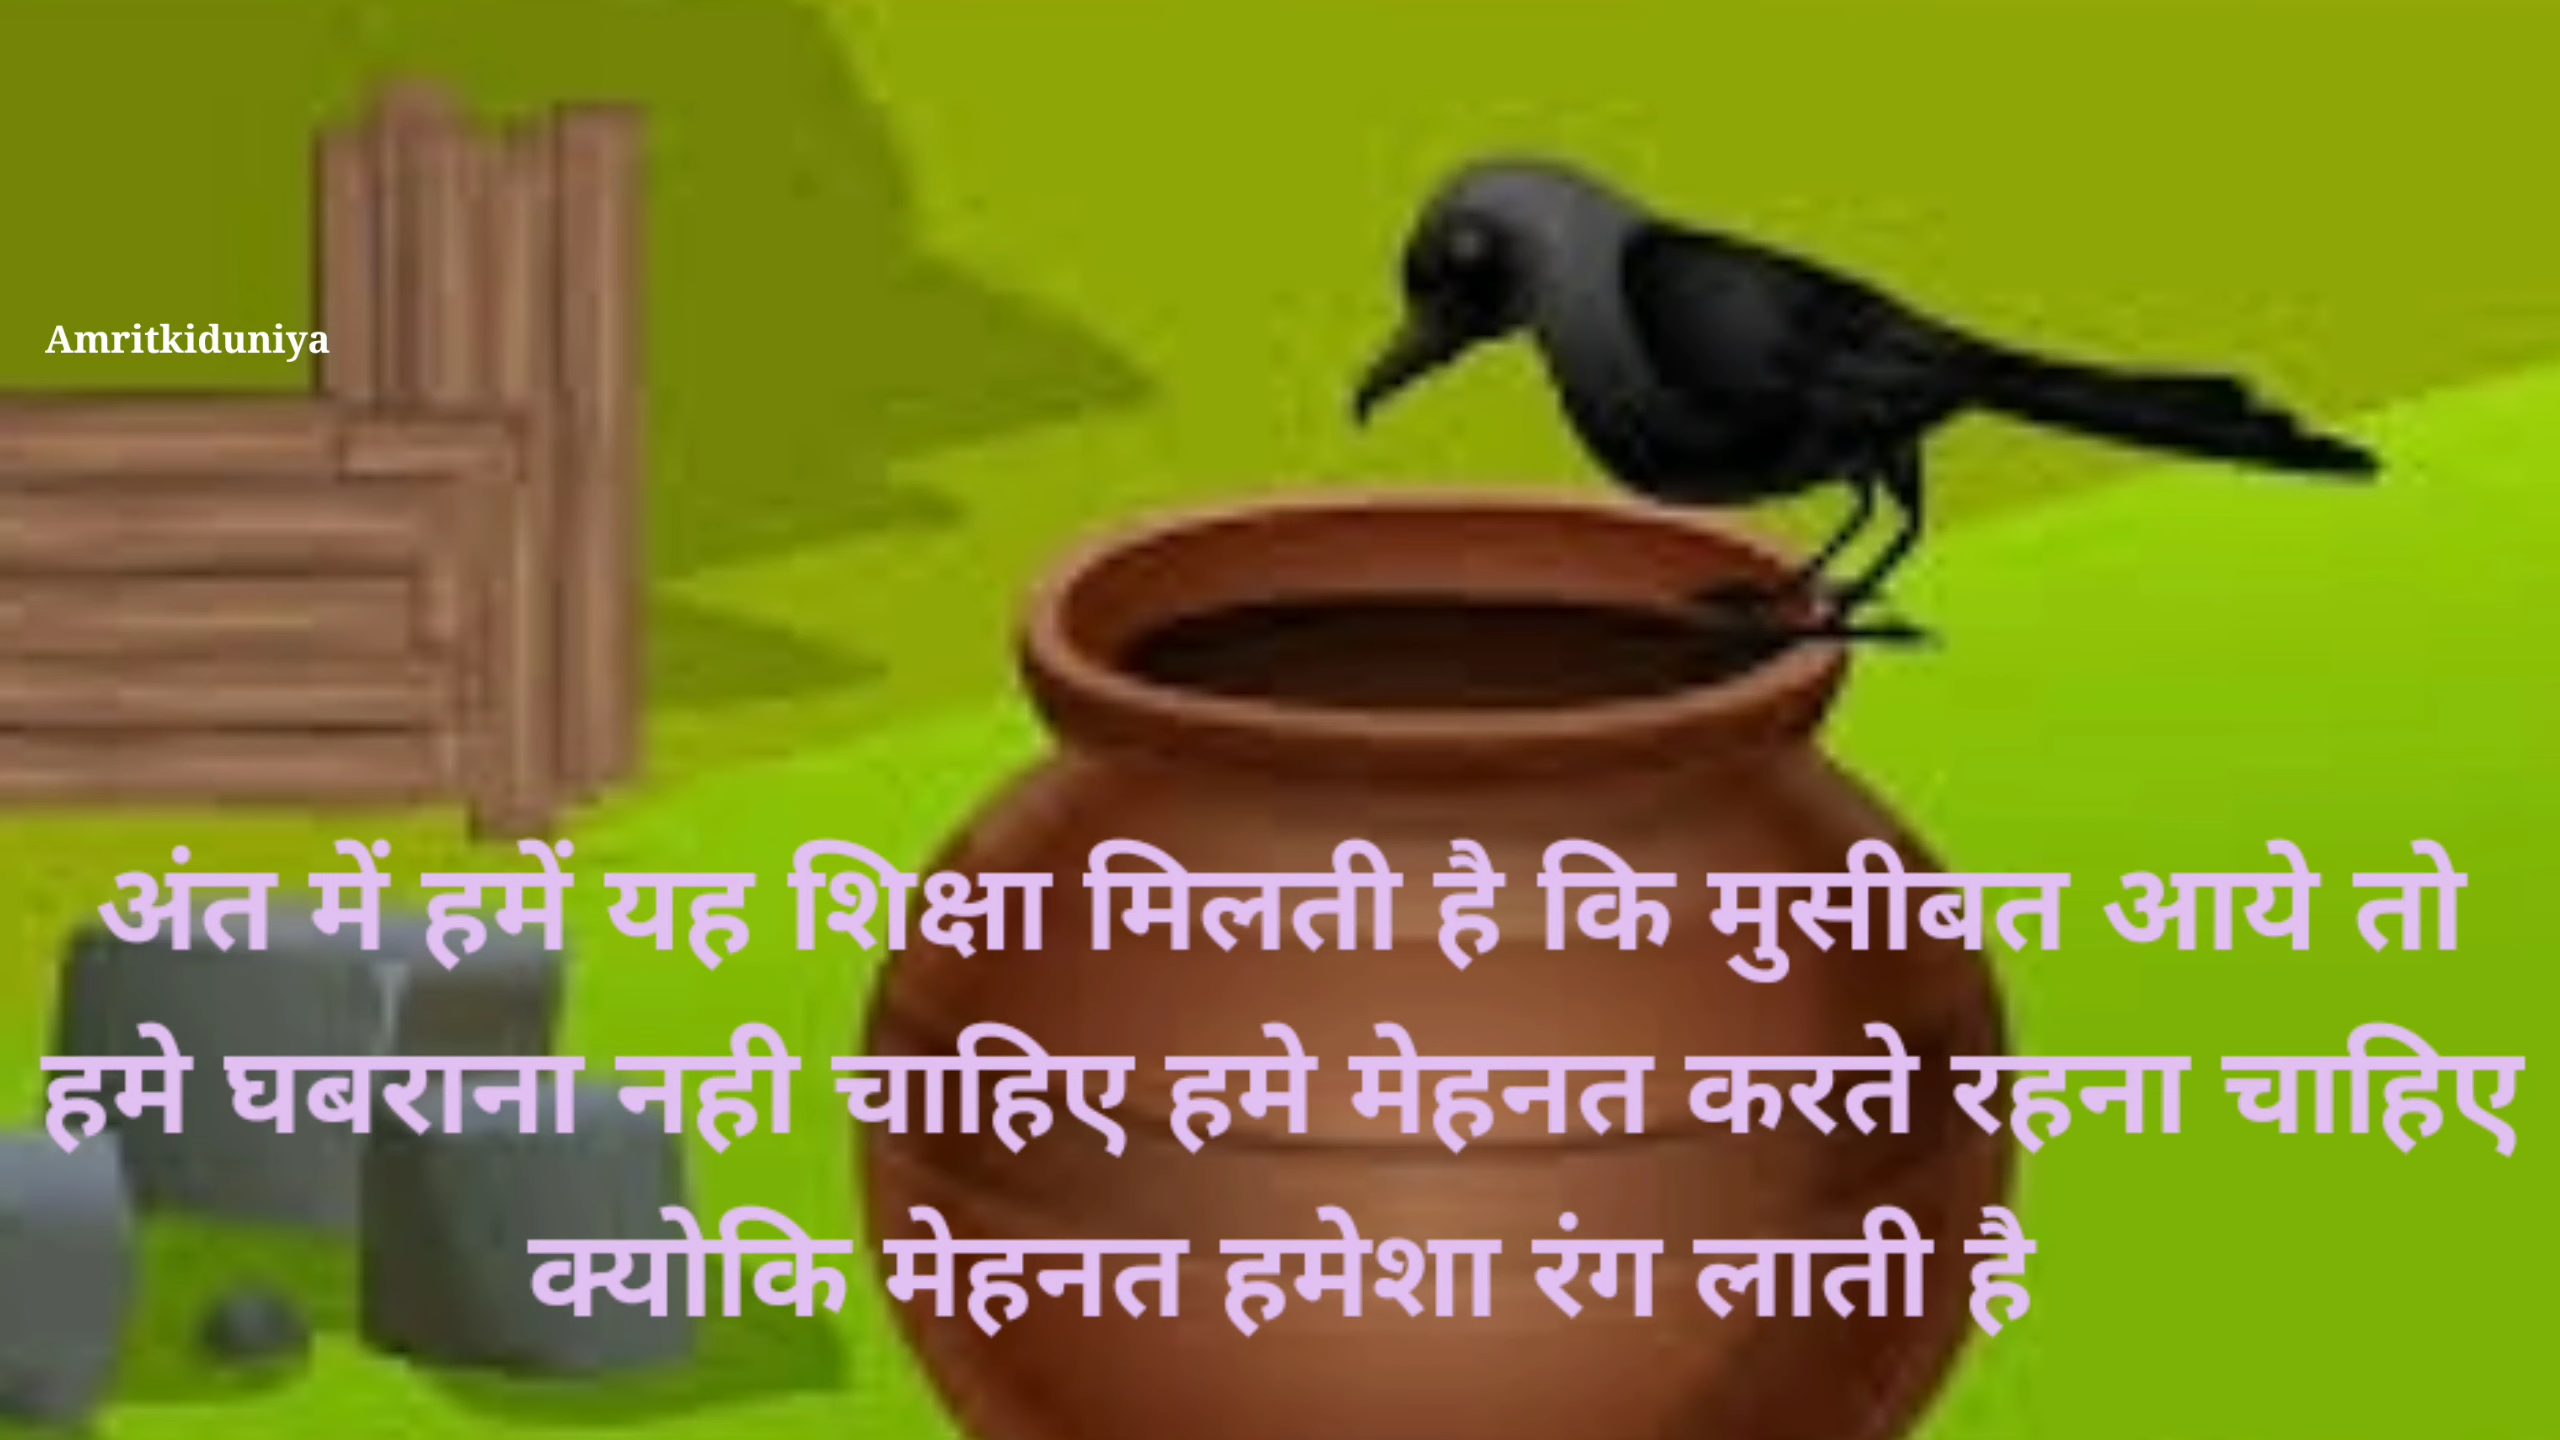 Amritkiduniya
अंत में हमें यह शिक्षा मिलती है कि मुसीबत आये तो
हमे घबराना नही चाहिए हमे मेहनत करते रहना चाहिए
क्योकि मेहनत हमेशा रंग लाती है